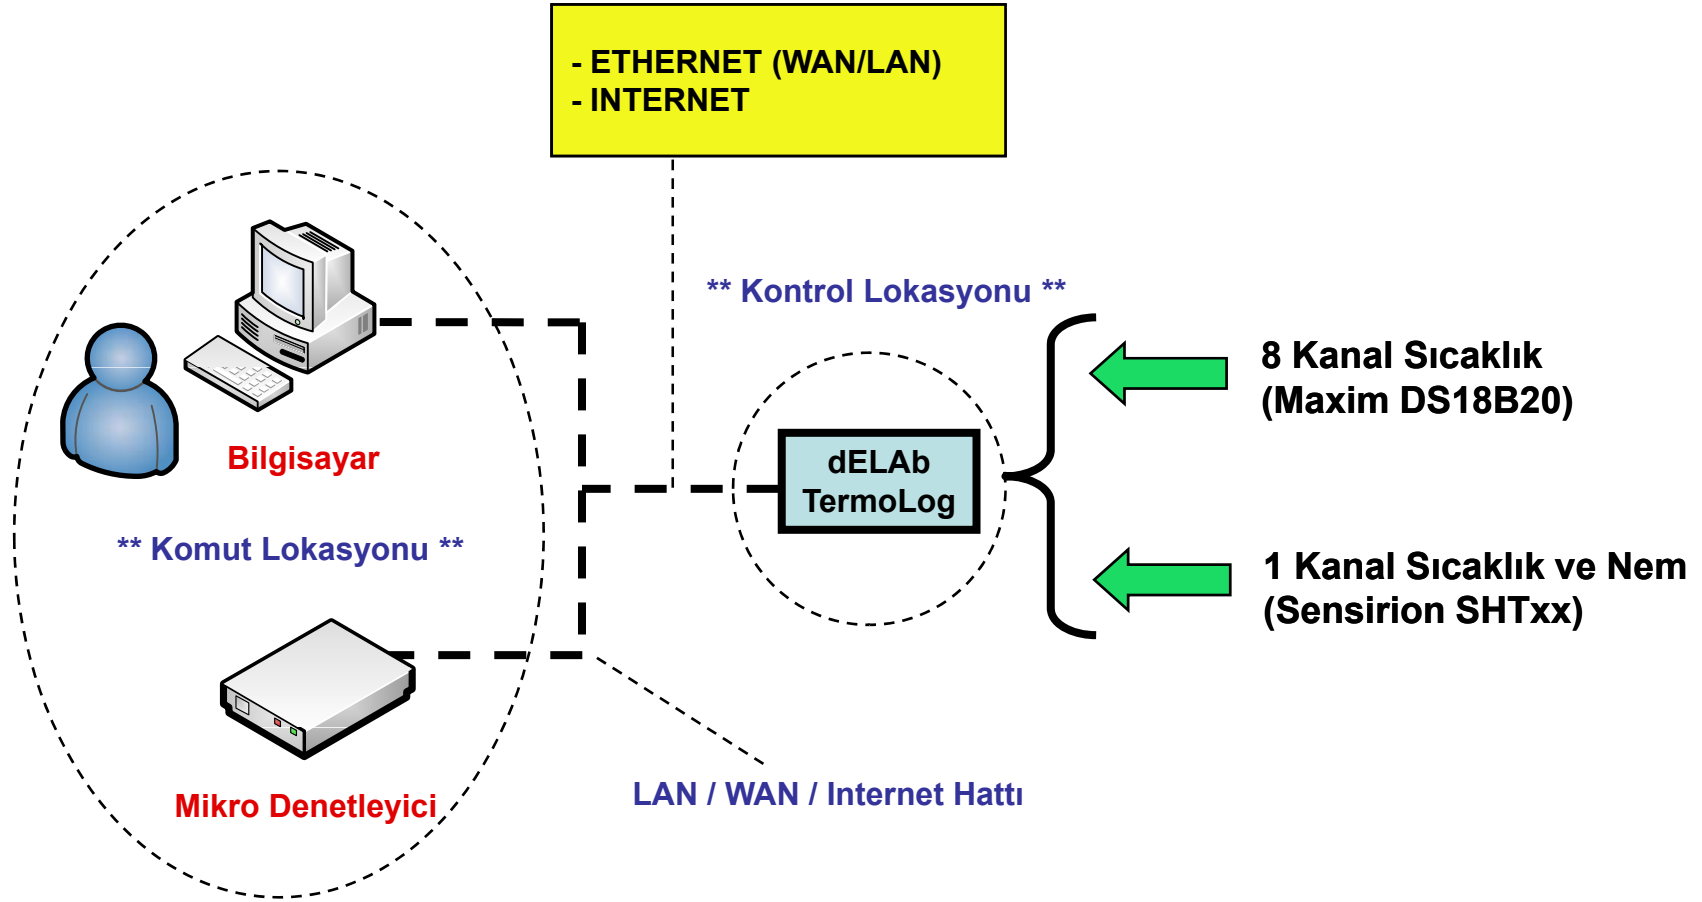 - ETHERNET (WAN/LAN)
- INTERNET
** Kontrol Lokasyonu **
8 Kanal Sıcaklık
(Maxim DS18B20)
Bilgisayar
dELAb
TermoLog
** Komut Lokasyonu **
1 Kanal Sıcaklık ve Nem
(Sensirion SHTxx)
Mikro Denetleyici
LAN / WAN / Internet Hattı